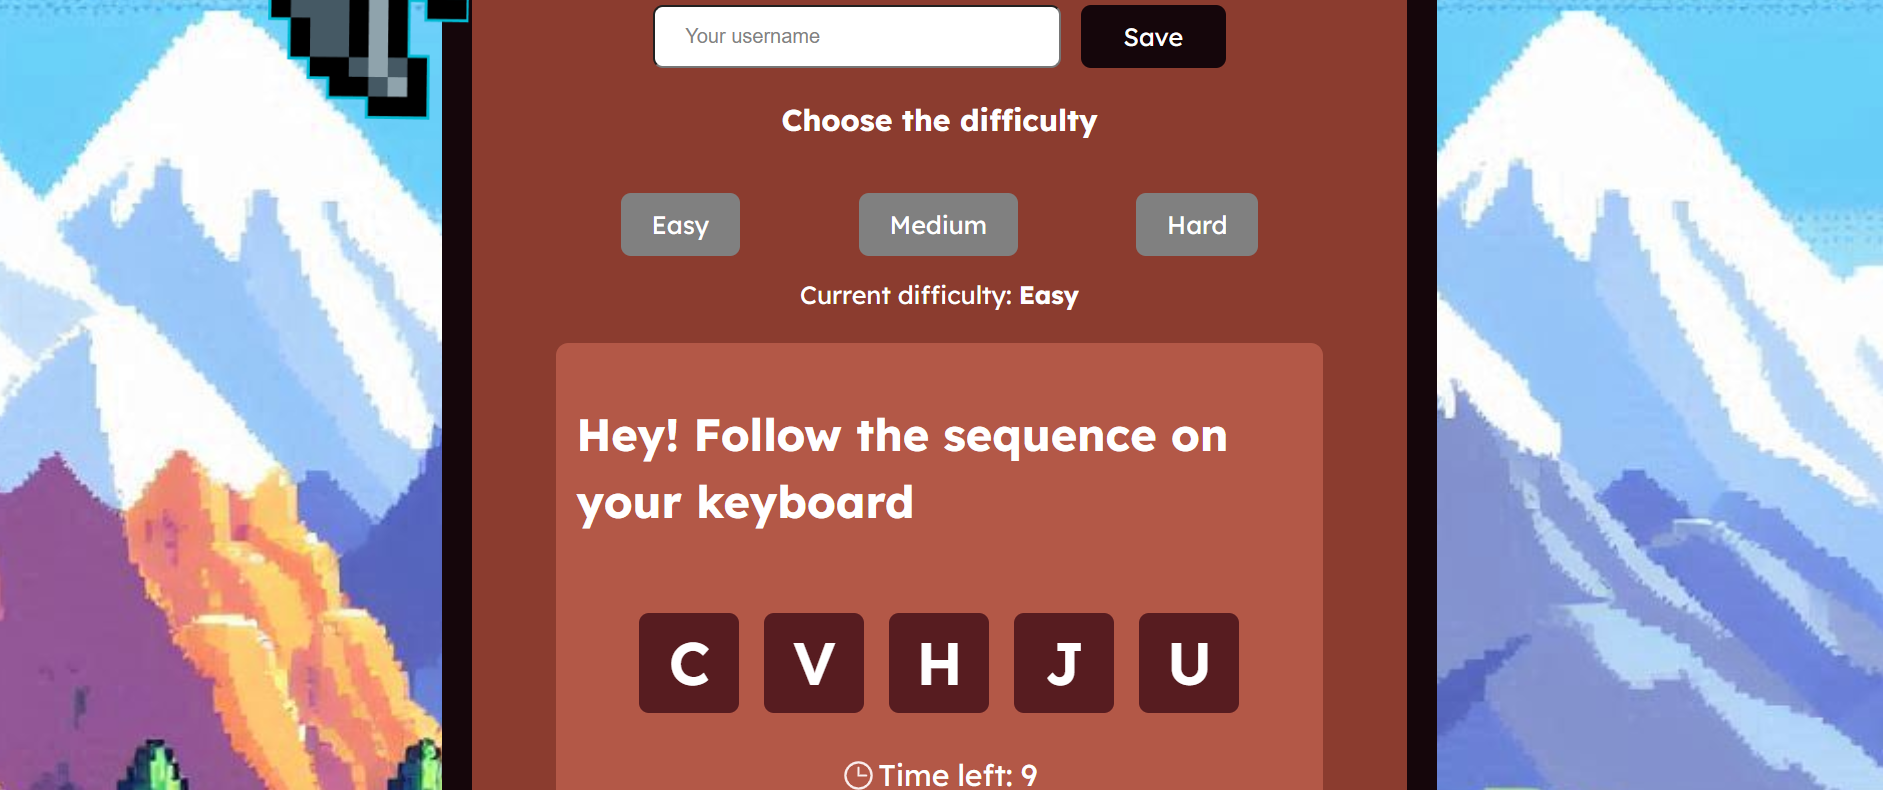 Your username
Save
Choose the difficulty
Easy
Medium
Hard
Current difficulty: Easy
Hey! Follow the sequence on
your keyboard
C V H J U
Time left: 9